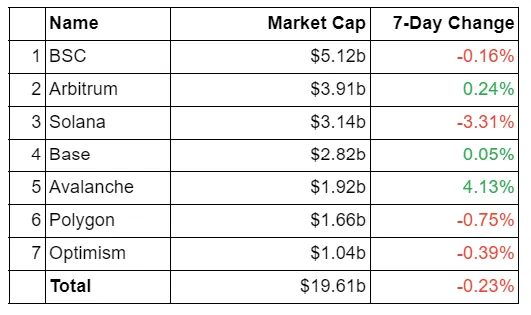 Name Market Cap 7-Day Change
1 BSC $5.12b -0.16%
2 Arbitrum $3.91b 0.24%
3 Solana $3.14b -3.31%
4 Base $2.82b 0.05%
5 Avalanche $1.92b 4.13%
6 Polygon $1.66b -0.75%
7 Optimism $1.04b -0.39%
Total $19.61b -0.23%